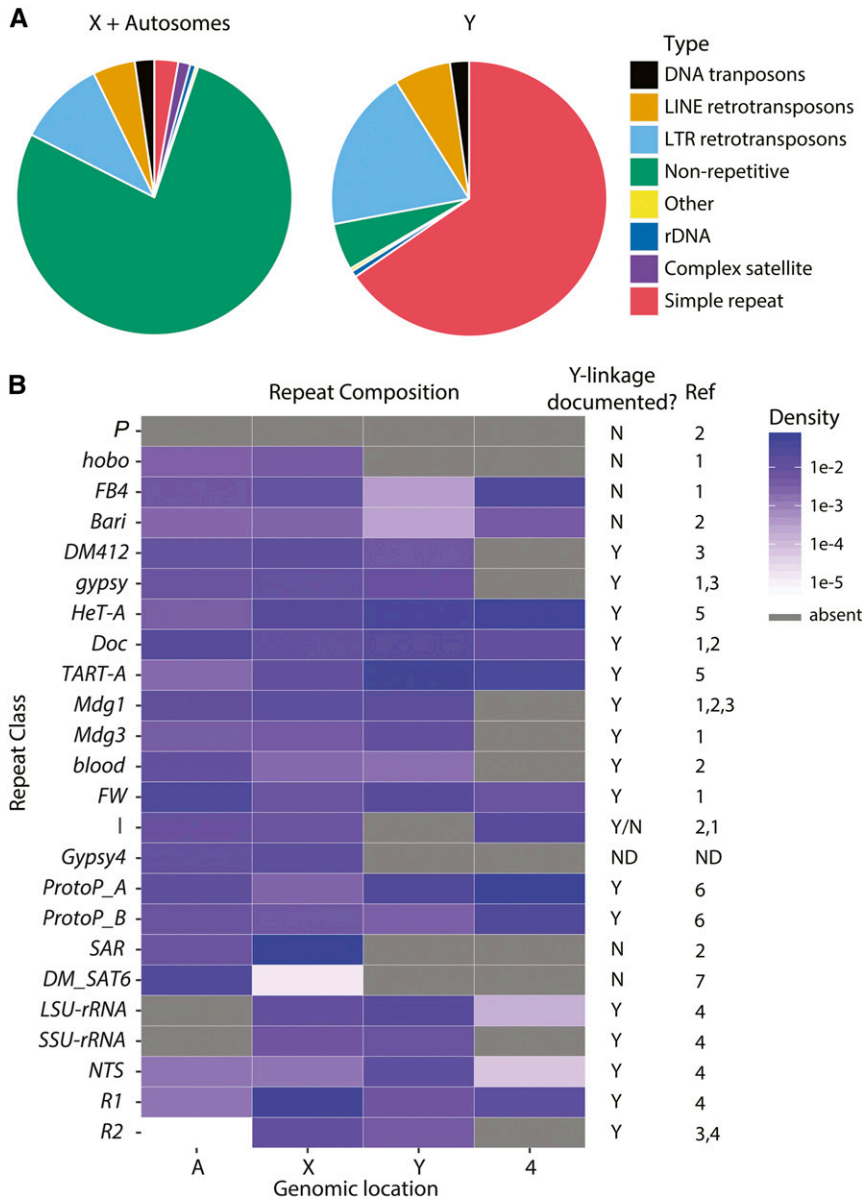 A
X + Autosomes
Y
Type
DNA tranposons
LINE retrotransposons
LTR retrotransposons
Non-repetitive
Other
rDNA
Complex satellite
Simple repeat
B
Repeat Composition
Y-linkage
documented?
Ref
Density
1e-2
1e-3
1e-4
1e-5
absent
Repeat Class
P N 2
hobo N 1
FB4 N 1
Bari N 2
DM412 Y 3
gypsy Y 1,3
HeT-A Y 5
Doc Y 1,2
TART-A Y 5
Mdg1 Y 1,2,3
Mdg3 Y 1
blood Y 2
FW Y 1
I Y/N 2,1
Gypsy4 ND ND
ProtoP_A Y 6
ProtoP_B Y 6
SAR N 2
DM_SAT6 N 7
LSU-rRNA Y 4
SSU-rRNA Y 4
NTS Y 4
R1 Y 4
R2 Y 3,4
A X Y 4
Genomic location